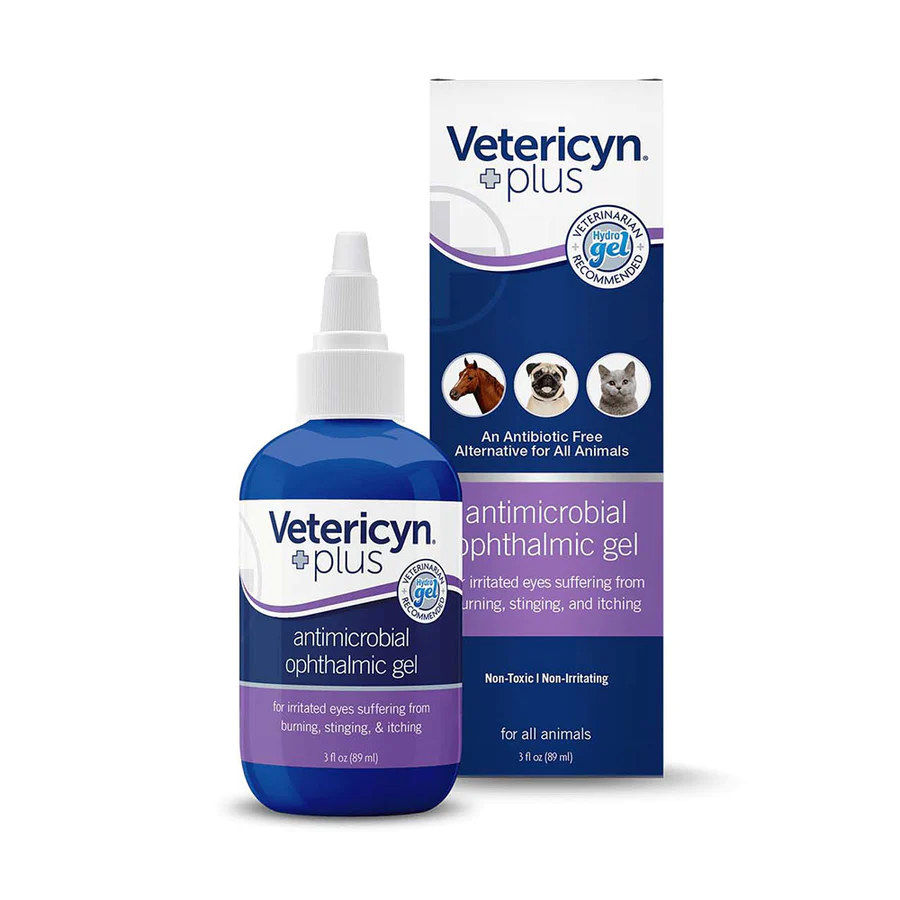 Vetericyn®
plus
VETERINARIAN
Hydro
gel
RECOMMENDED
An Antibiotic Free
Alternative for All Animals
antimicrobial
ophthalmic gel
irritated eyes suffering from
stinging, and itching
Non-Toxic | Non-Irritating
for all animals
3 fl oz (89 ml)
Vetericyn®
plus
VETERINARIAN
Hydro
gel
RECOMMENDED
antimicrobial
ophthalmic gel
for irritated eyes suffering from
burning, stinging, & itching
3 fl oz (89 ml)